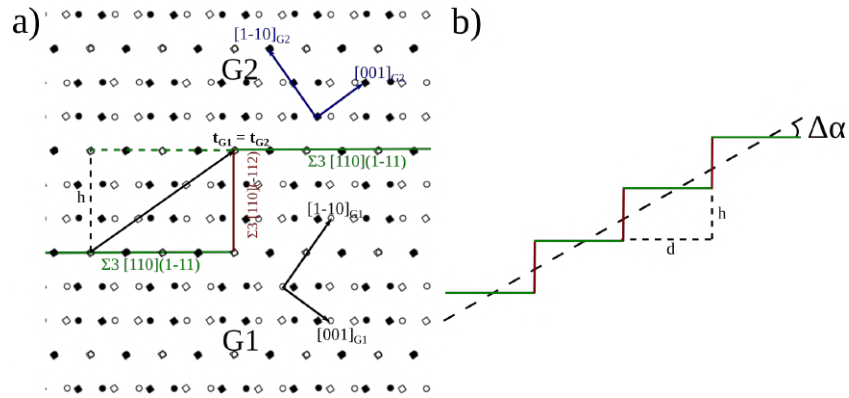 a)
b)
[1-10]G2
G2
[001]G2
tG1 = tG2
Σ3 [110](1-11)
h
Σ3 [110](-112)
[1-10]G1
Σ3 [110](1-11)
[001]G1
G1
Δα
h
d